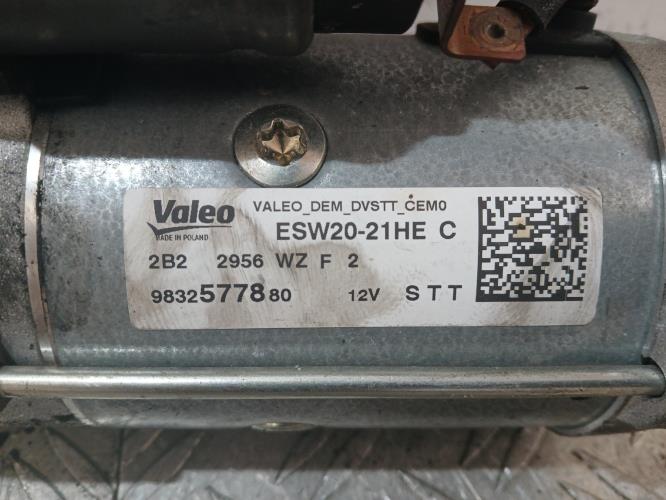 Valeo
MADE IN POLAND
VALEO_DEM_DVSTT_CEM0
ESW20-21HE C
2B2 2956 WZ F 2
9832577880 12V STT